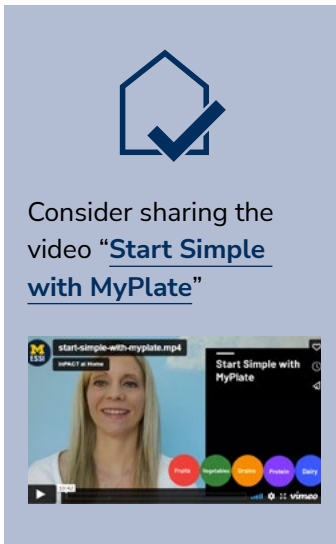 Consider sharing the
video “Start Simple
with MyPlate”
M
ESSI
start-simple-with-myplate.mp4
InPACT at Home
Start Simple with
MyPlate
Fruits
Vegetables
Grains
Protein
Dairy
vimeo